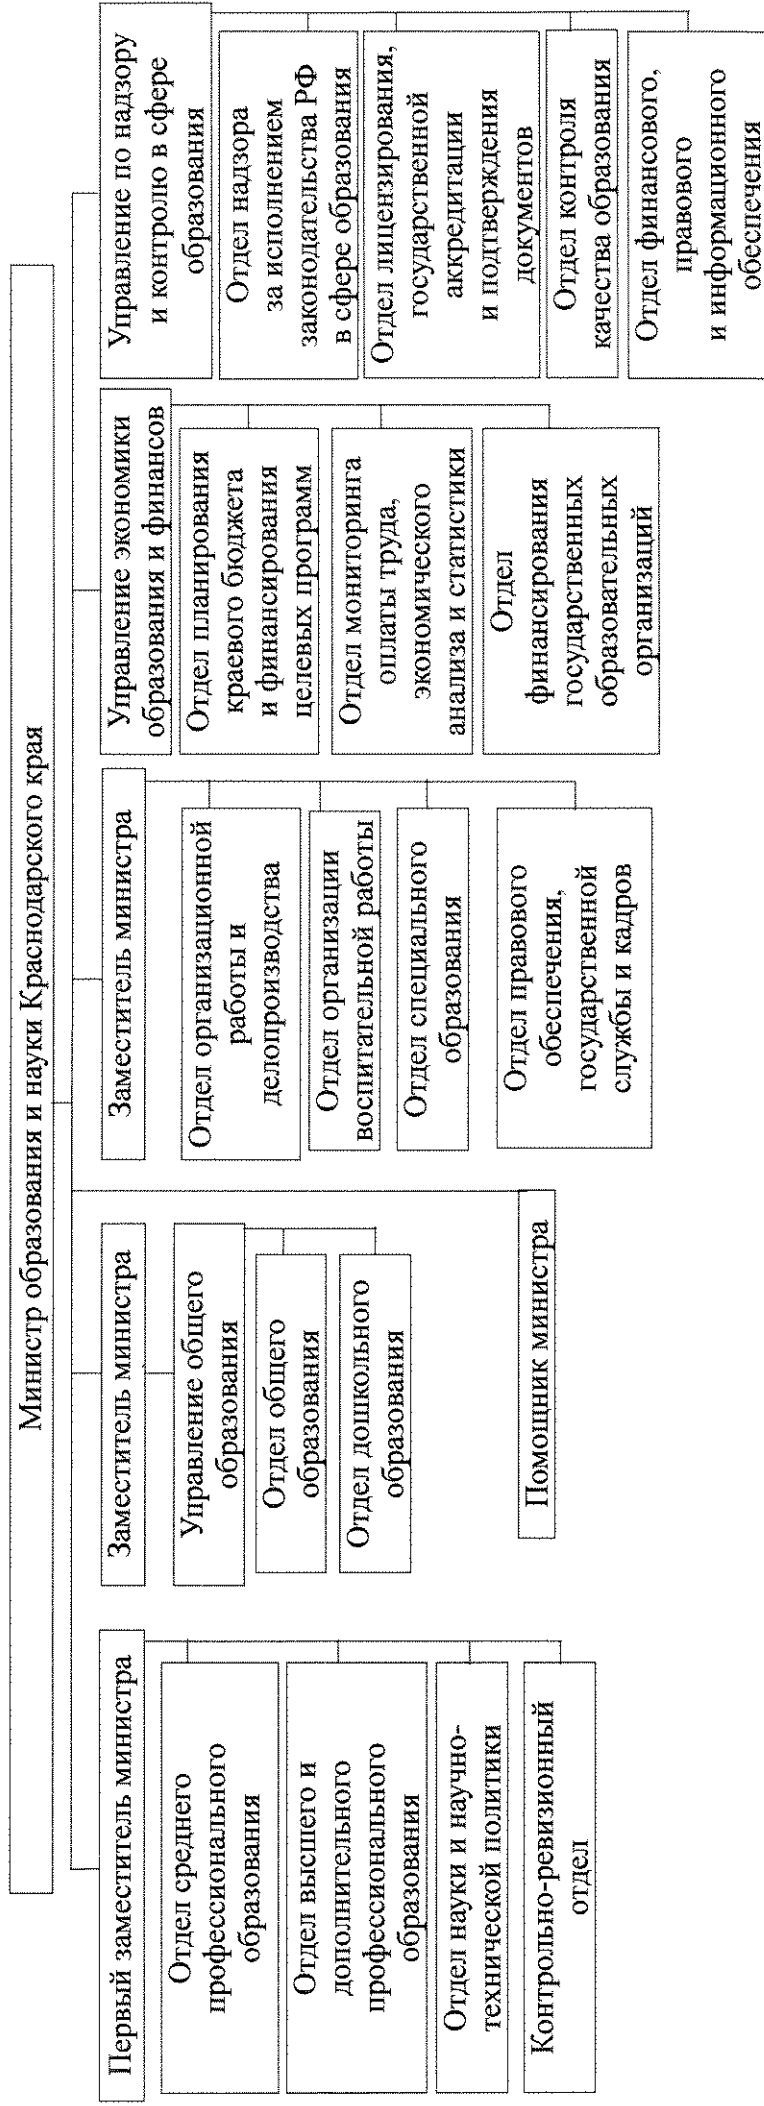 Министр образования и науки Краснодарского края
Первый заместитель министра
Отдел среднего
профессионального
образования
Отдел высшего и
дополнительного
профессионального
образования
Отдел науки и научно-
технической политики
Контрольно-ревизионный
отдел
Заместитель министра
Управление общего
образования
Отдел общего
образования
Отдел дошкольного
образования
Помощник министра
Заместитель министра
Отдел организационной
работы и
делопроизводства
Отдел организации
воспитательной работы
Отдел специального
образования
Отдел правового
обеспечения,
государственной
службы и кадров
Управление экономики
образования и финансов
Отдел планирования
краевого бюджета
и финансирования
целевых программ
Отдел мониторинга
оплаты труда,
экономического
анализа и статистики
Отдел
финансирования
государственных
образовательных
организаций
Управление по надзору
и контролю в сфере
образования
Отдел надзора
за исполнением
законодательства РФ
в сфере образования
Отдел лицензирования,
государственной
аккредитации
и подтверждения
документов
Отдел контроля
качества образования
Отдел финансового,
правового
и информационного
обеспечения